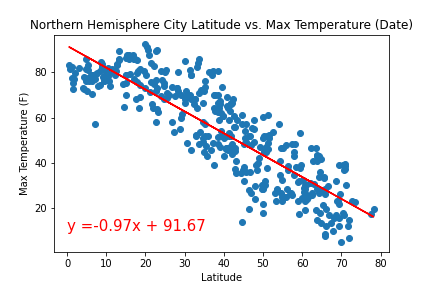 Northern Hemisphere City Latitude vs. Max Temperature (Date)
Max Temperature (F)
80
60
40
20
y =-0.97x + 91.67
0 10 20 30 40 50 60 70 80
Latitude